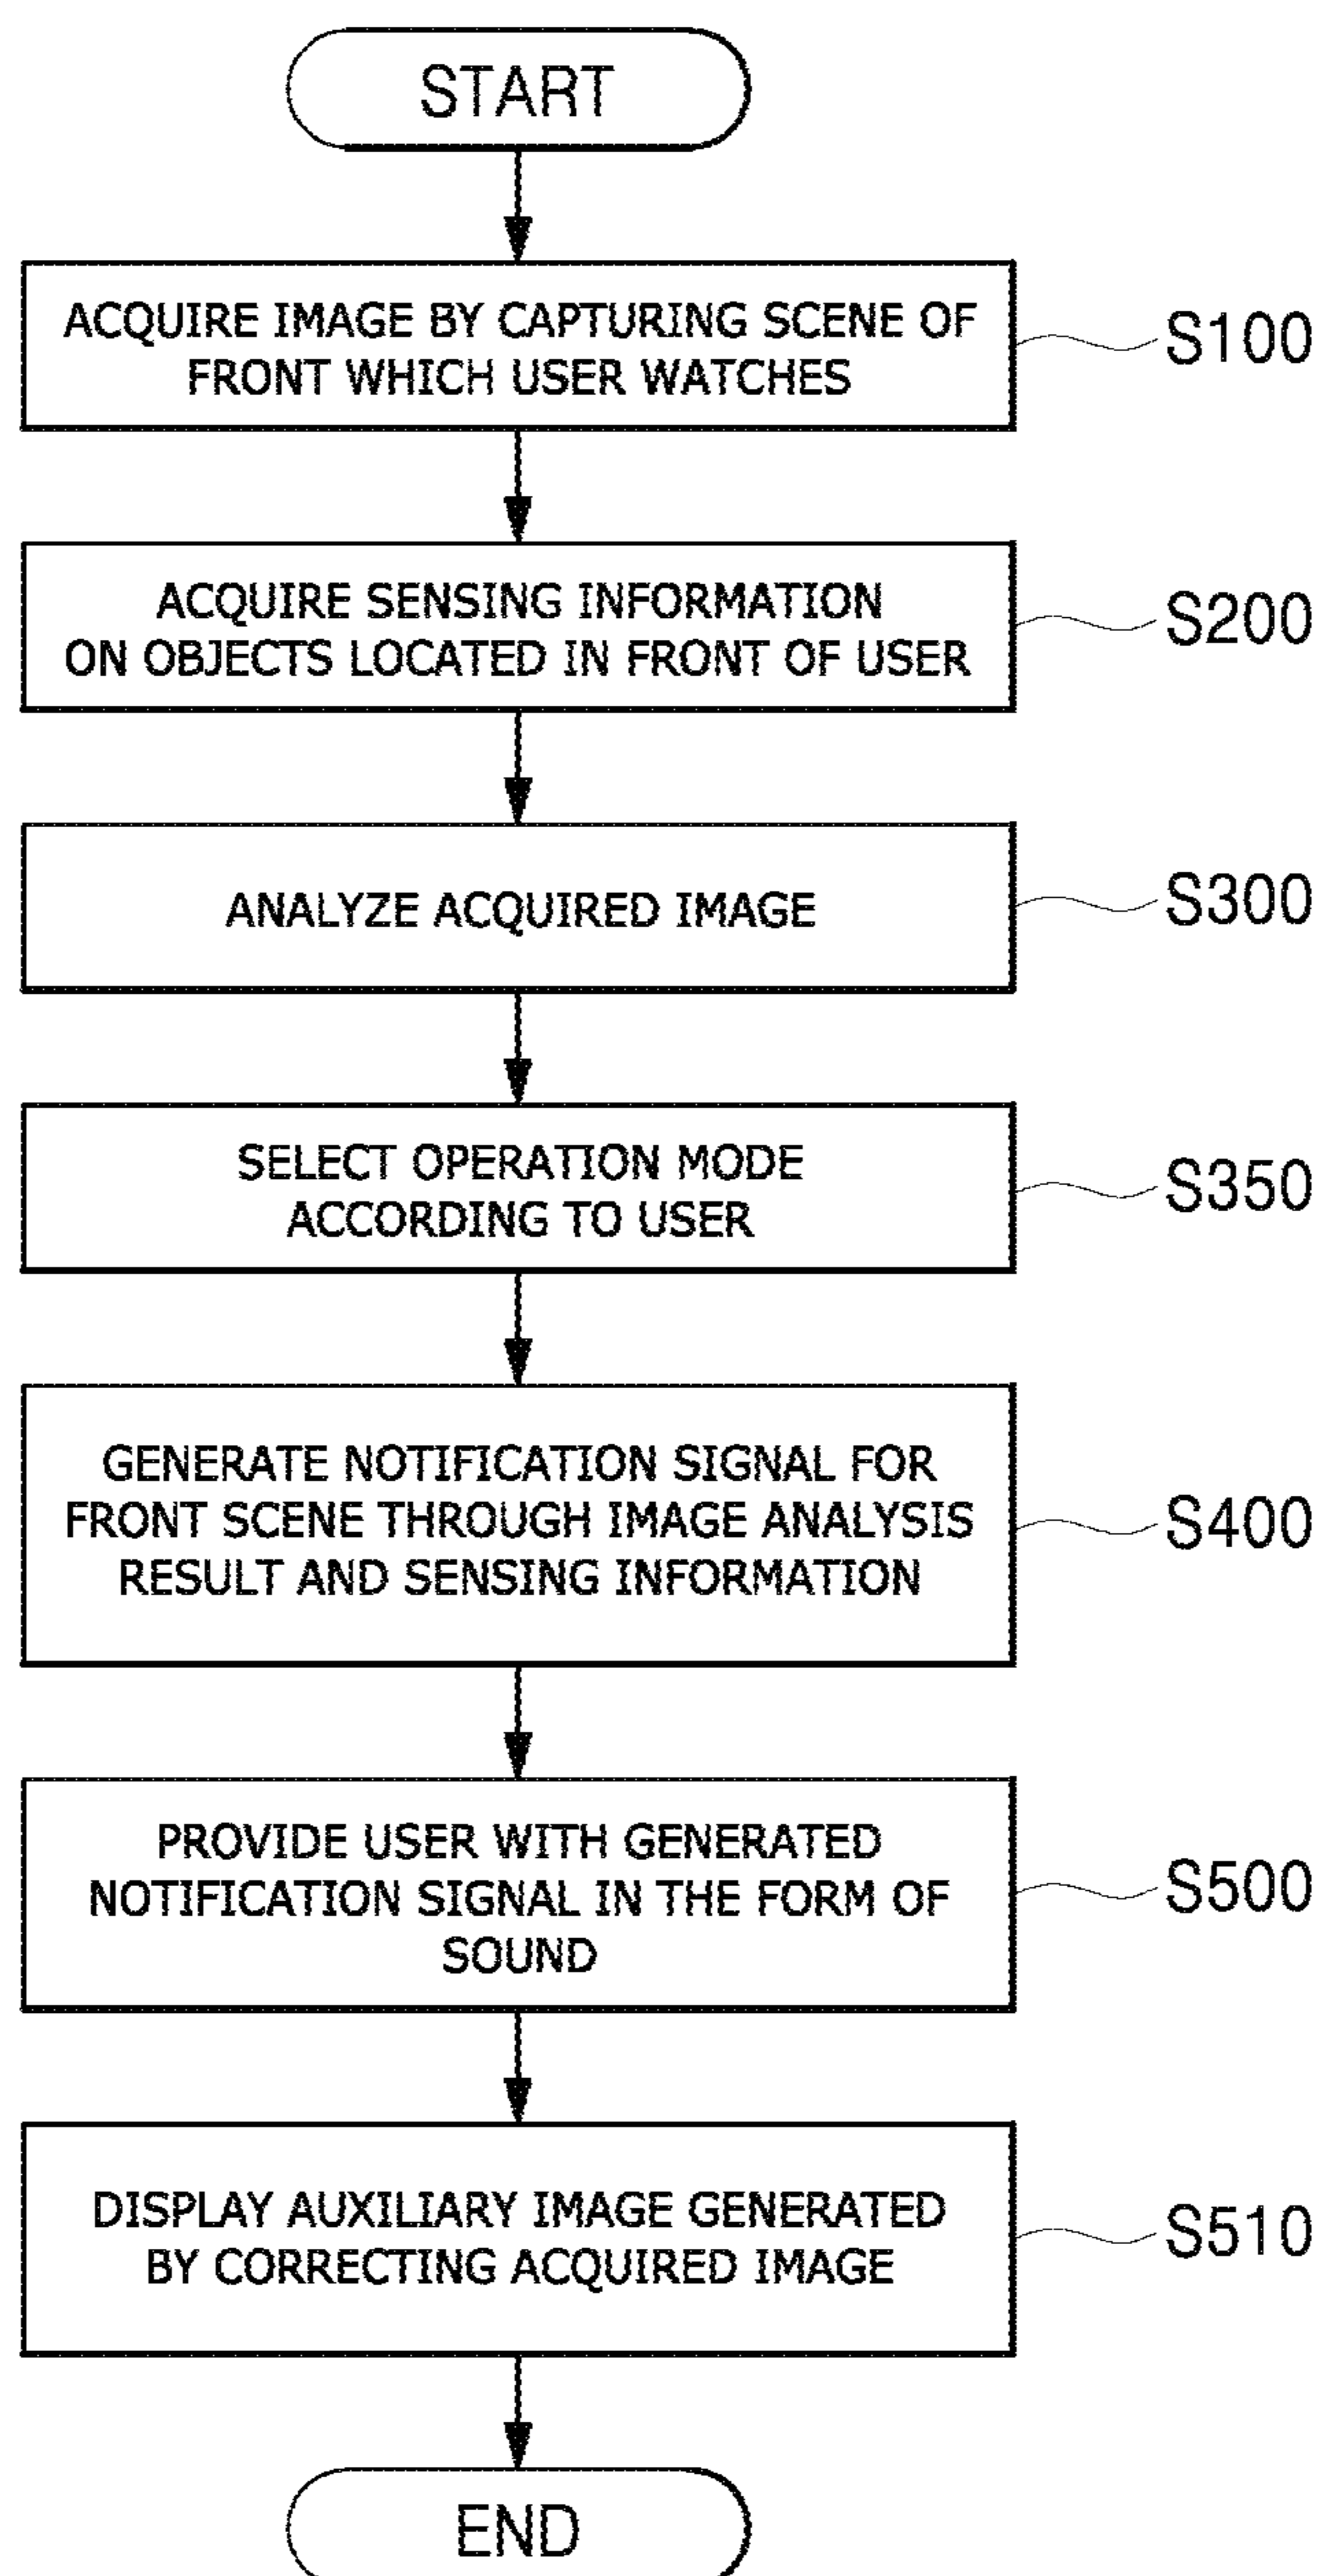 START
ACQUIRE IMAGE BY CAPTURING SCENE OF
FRONT WHICH USER WATCHES
S100
ACQUIRE SENSING INFORMATION
ON OBJECTS LOCATED IN FRONT OF USER
S200
ANALYZE ACQUIRED IMAGE
S300
SELECT OPERATION MODE
ACCORDING TO USER
S350
GENERATE NOTIFICATION SIGNAL FOR
FRONT SCENE THROUGH IMAGE ANALYSIS
RESULT AND SENSING INFORMATION
S400
PROVIDE USER WITH GENERATED
NOTIFICATION SIGNAL IN THE FORM OF
SOUND
S500
DISPLAY AUXILIARY IMAGE GENERATED
BY CORRECTING ACQUIRED IMAGE
S510
END